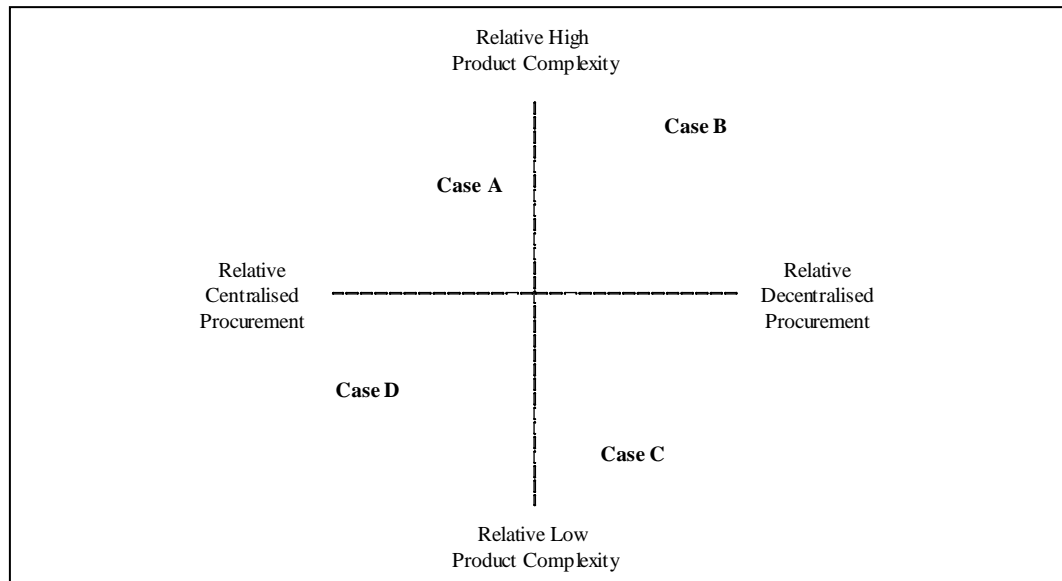 Relative High
Product Complexity
Case B
Case A
Relative
Centralised
Procurement
Relative
Decentralised
Procurement
Case D
Case C
Relative Low
Product Complexity